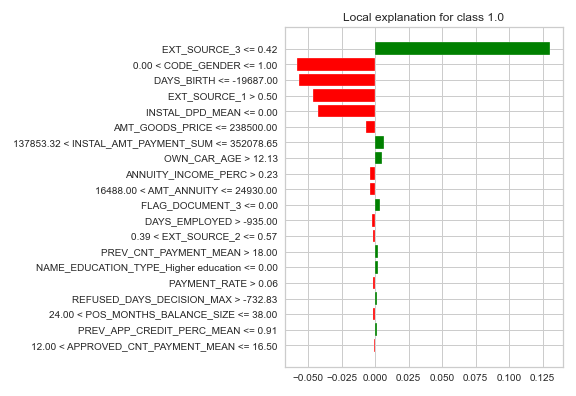 Local explanation for class 1.0
EXT_SOURCE_3 <= 0.42
0.00 < CODE_GENDER <= 1.00
DAYS_BIRTH <= -19687.00
EXT_SOURCE_1 > 0.50
INSTAL_DPD_MEAN <= 0.00
AMT_GOODS_PRICE <= 238500.00
137853.32 < INSTAL_AMT_PAYMENT_SUM <= 352078.65
OWN_CAR_AGE > 12.13
ANNUITY_INCOME_PERC > 0.23
16488.00 < AMT_ANNUITY <= 24930.00
FLAG_DOCUMENT_3 <= 0.00
DAYS_EMPLOYED > -935.00
0.39 < EXT_SOURCE_2 <= 0.57
PREV_CNT_PAYMENT_MEAN > 18.00
NAME_EDUCATION_TYPE_Higher education <= 0.00
PAYMENT_RATE > 0.06
REFUSED_DAYS_DECISION_MAX > -732.83
24.00 < POS_MONTHS_BALANCE_SIZE <= 38.00
PREV_APP_CREDIT_PERC_MEAN <= 0.91
12.00 < APPROVED_CNT_PAYMENT_MEAN <= 16.50
−0.050 −0.025 0.000 0.025 0.050 0.075 0.100 0.125